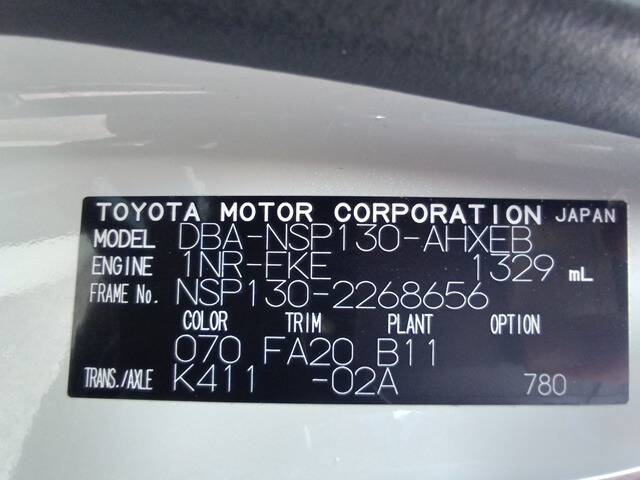 TOYOTA MOTOR CORPORATION JAPAN
MODEL DBA-NSP130-AHXEB
ENGINE 1NR-FKE 1329 mL
FRAME No. NSP130-2268656
COLOR TRIM PLANT OPTION
070 FA20 B11
TRANS./AXLE K411 -02A 780